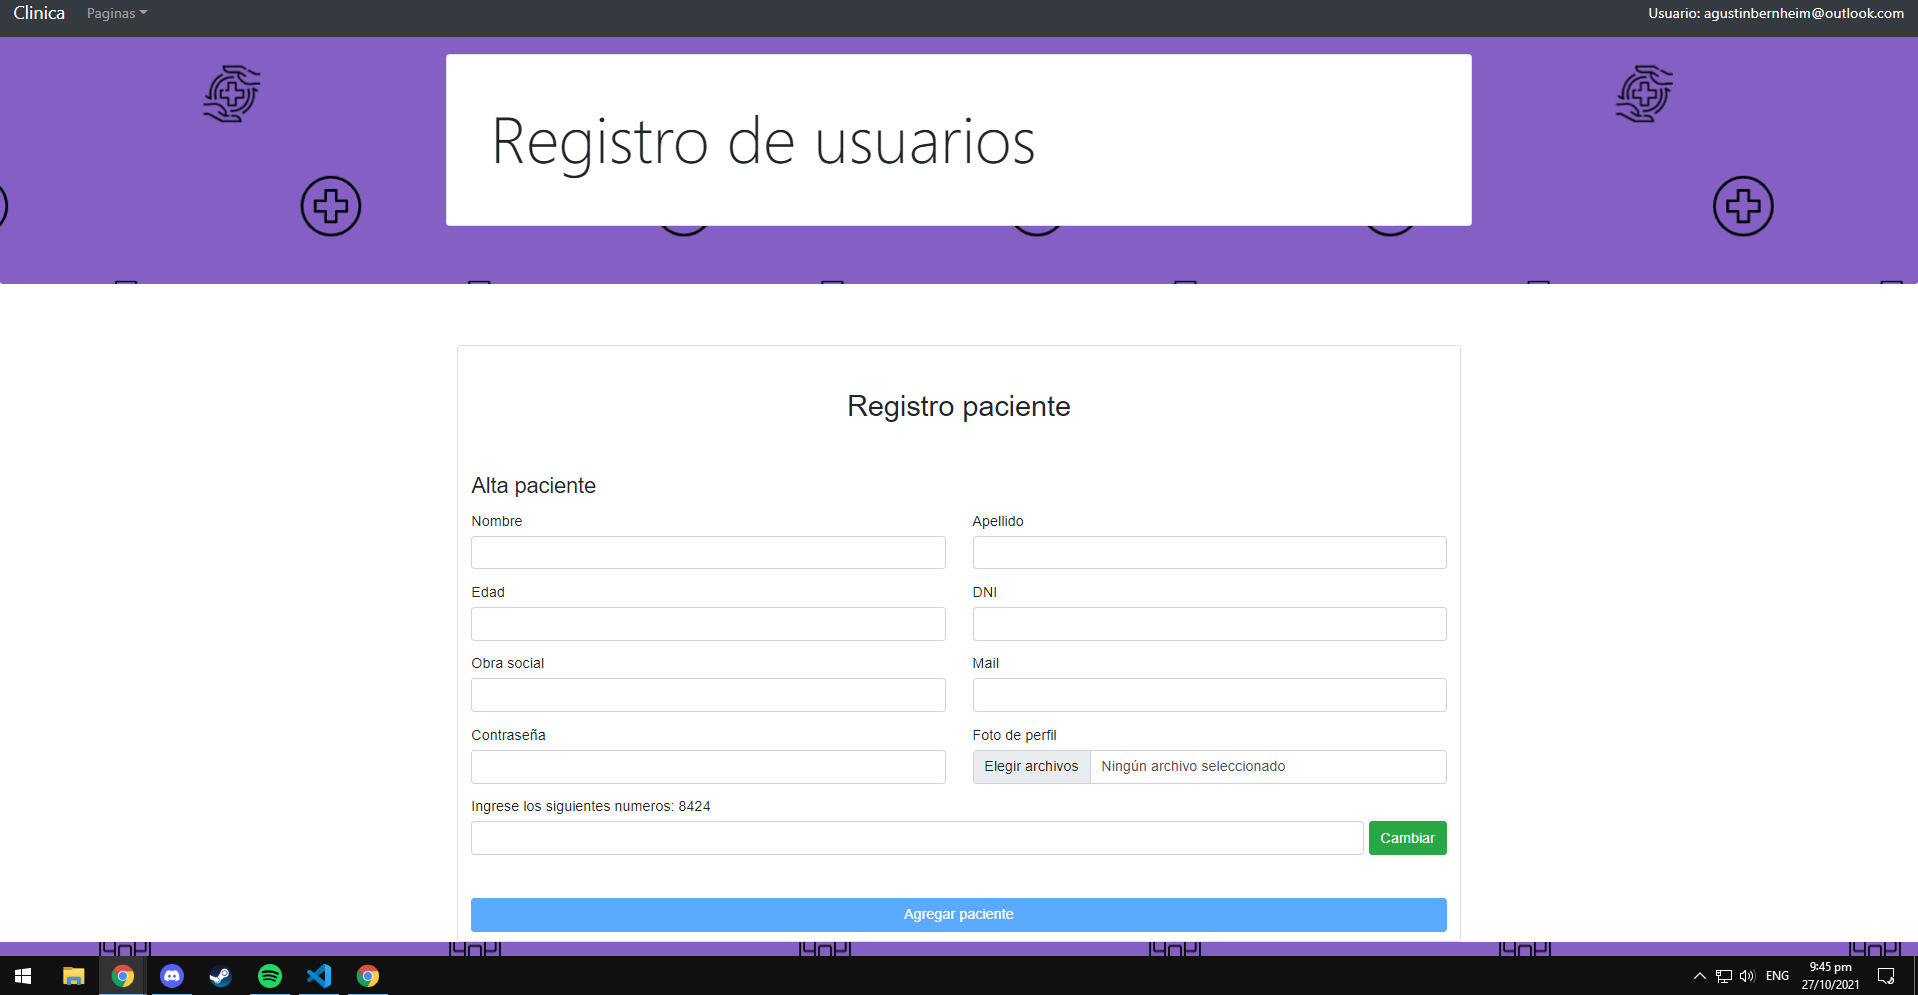 Clinica Paginas Usuario: agustinbernheim@outlook.com
Registro de usuarios
Registro paciente
Alta paciente
Nombre Apellido
Edad DNI
Obra social Mail
Contraseña Foto de perfil
Elegir archivos Ningún archivo seleccionado
Ingrese los siguientes numeros: 8424
Cambiar
Agregar paciente
ENG 9:45 pm
27/10/2021